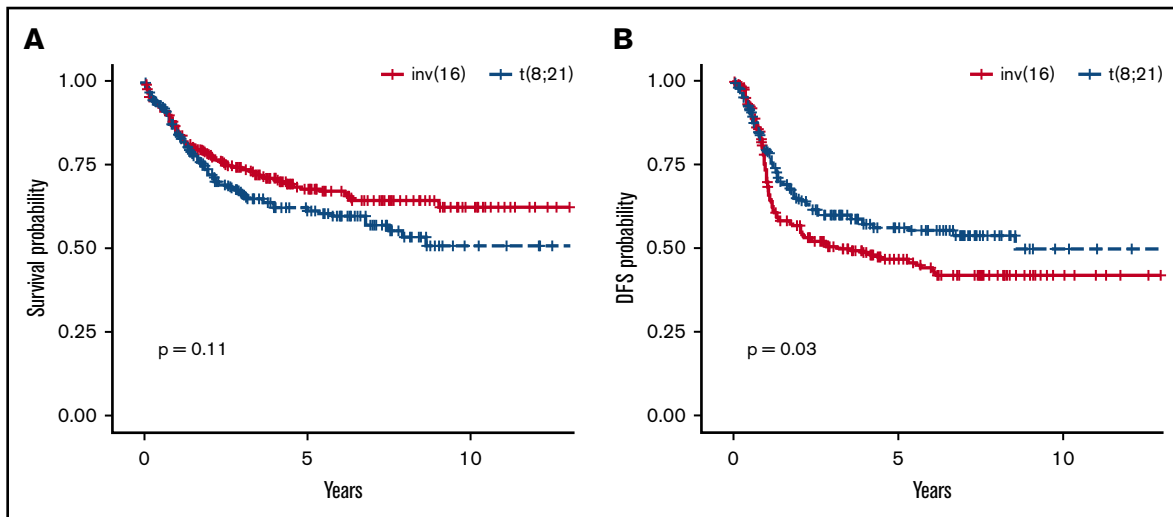 A
inv(16) t(8;21)
Survival probability
1.00
0.75
0.50
0.25
0.00
p = 0.11
0 5 10
Years
B
inv(16) t(8;21)
DFS probability
1.00
0.75
0.50
0.25
0.00
p = 0.03
0 5 10
Years